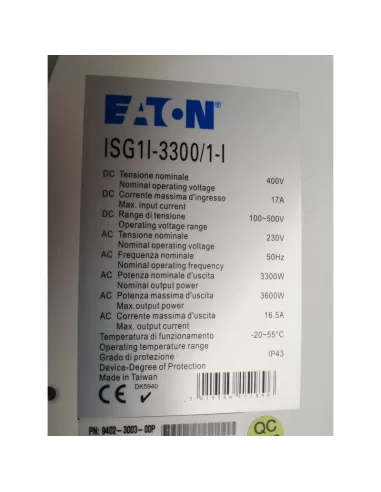 EATON®
ISG1I-3300/1-I
DC Tensione nominale
Nominal operating voltage 400V
DC Corrente massima d'ingresso
Max. input current 17A
DC Range di tensione
Operating voltage range 100~500V
AC Tensione nominale
Nominal operating voltage 230V
AC Frequenza nominale
Nominal operating frequency 50Hz
AC Potenza nominale d'uscita
Nominal output power 3300W
AC Potenza massima d'uscita
Max.output power 3600W
AC Corrente massima d'uscita
Max. output current 16.5A
Temperatura di funzionamento
Operating temperature range -20~55°C
Grado di protezione
Device-Degree of Protection IP43
Made in Taiwan
CE DK5940
PN: 9402-3003-00P
QC